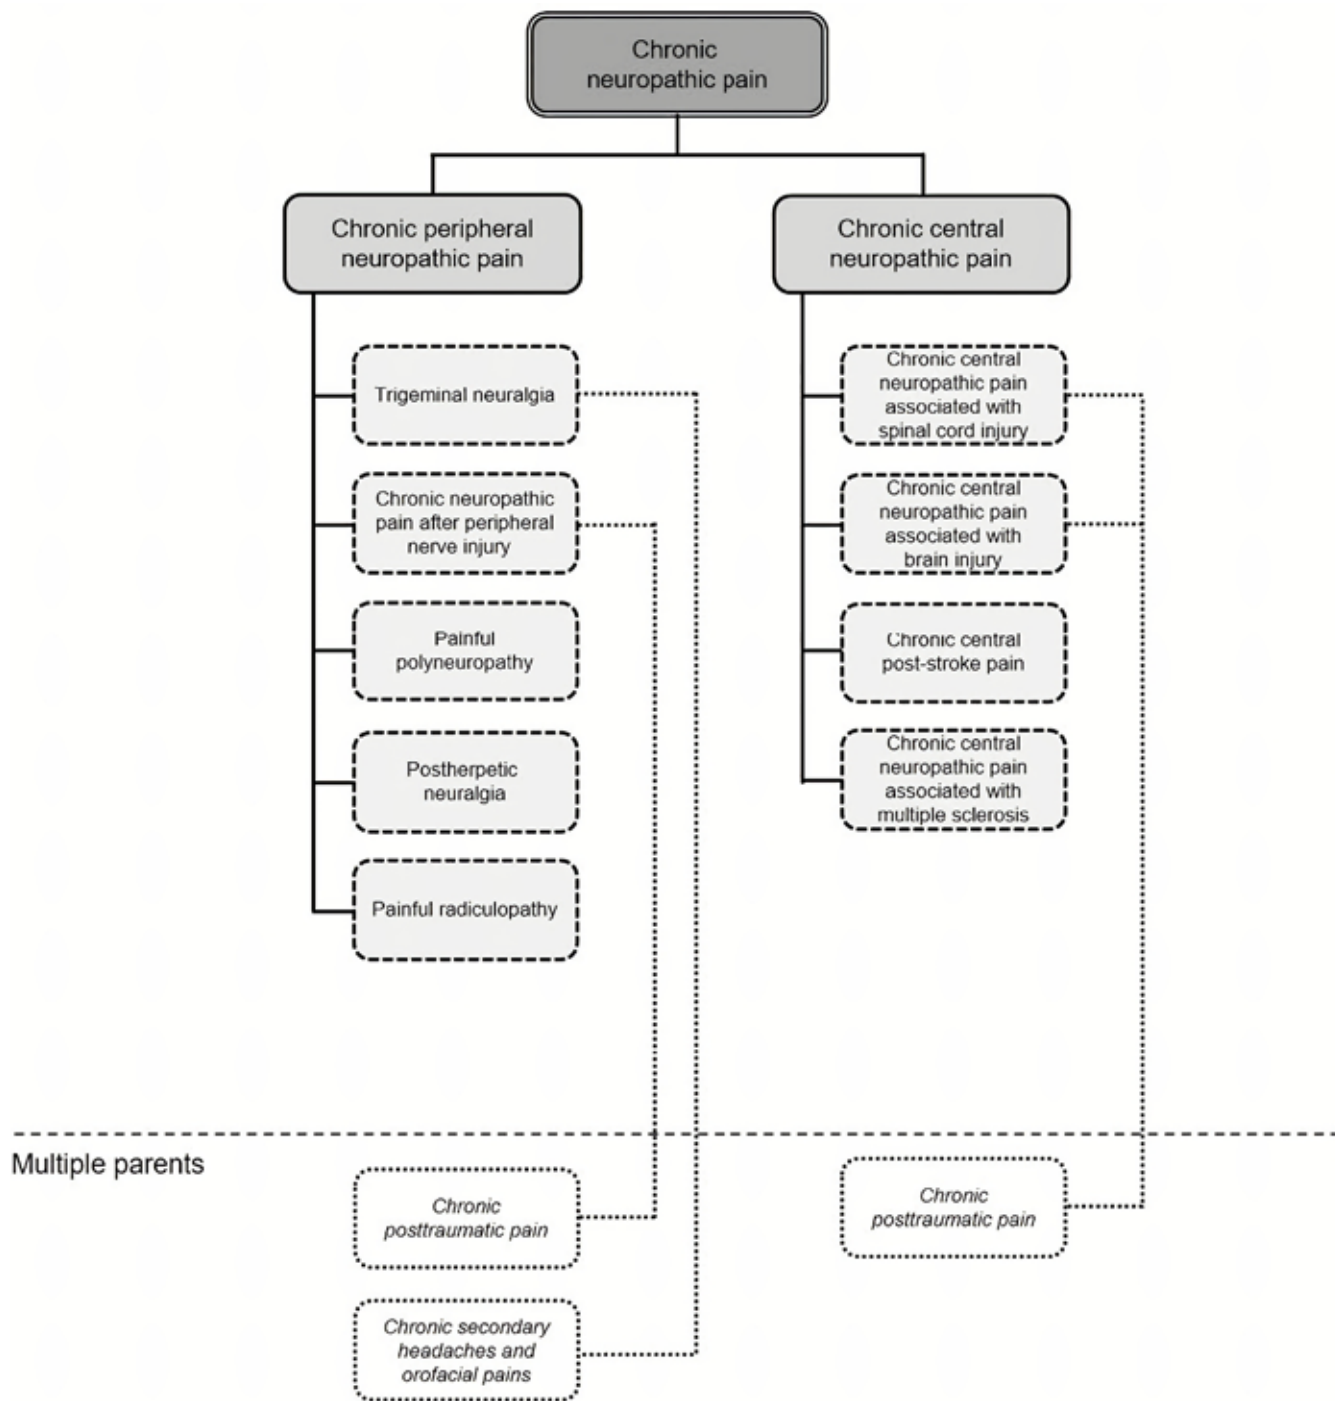 Chronic
neuropathic pain
Chronic peripheral
neuropathic pain
Chronic central
neuropathic pain
Trigeminal neuralgia
Chronic neuropathic
pain after peripheral
nerve injury
Painful
polyneuropathy
Postherpetic
neuralgia
Painful radiculopathy
Chronic central
neuropathic pain
associated with
spinal cord injury
Chronic central
neuropathic pain
associated with
brain injury
Chronic central
post-stroke pain
Chronic central
neuropathic pain
associated with
multiple sclerosis
Multiple parents
Chronic
posttraumatic pain
Chronic secondary
headaches and
orofacial pains
Chronic
posttraumatic pain